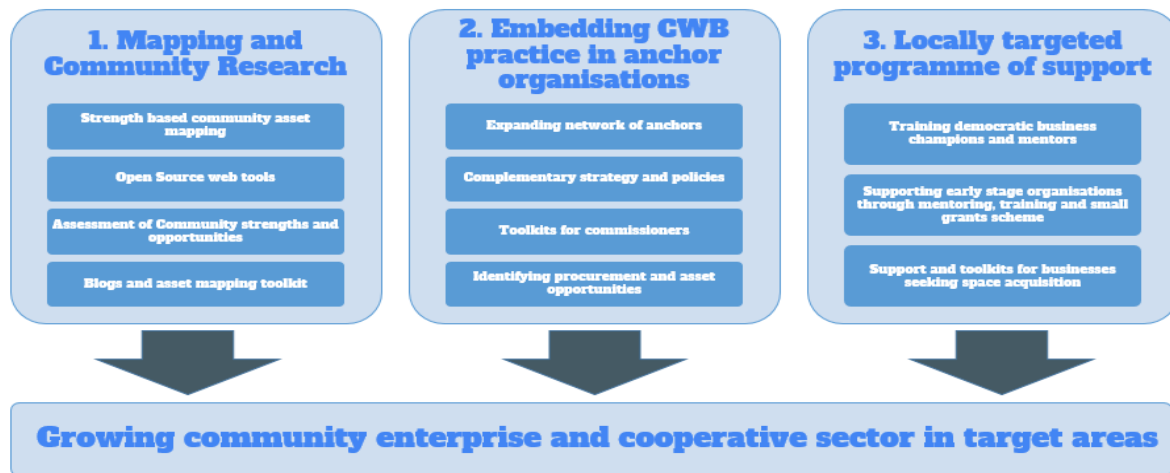 1. Mapping and
Community Research
Strength based community asset
mapping
Open Source web tools
Assessment of Community strengths and
opportunities
Blogs and asset mapping toolkit
2. Embedding CWB
practice in anchor
organisations
Expanding network of anchors
Complementary strategy and policies
Toolkits for commissioners
Identifying procurement and asset
opportunities
3. Locally targeted
programme of support
Training democratic business
champions and mentors
Supporting early stage organisations
through mentoring, training and small
grants scheme
Support and toolkits for businesses
seeking space acquisition
Growing community enterprise and cooperative sector in target areas